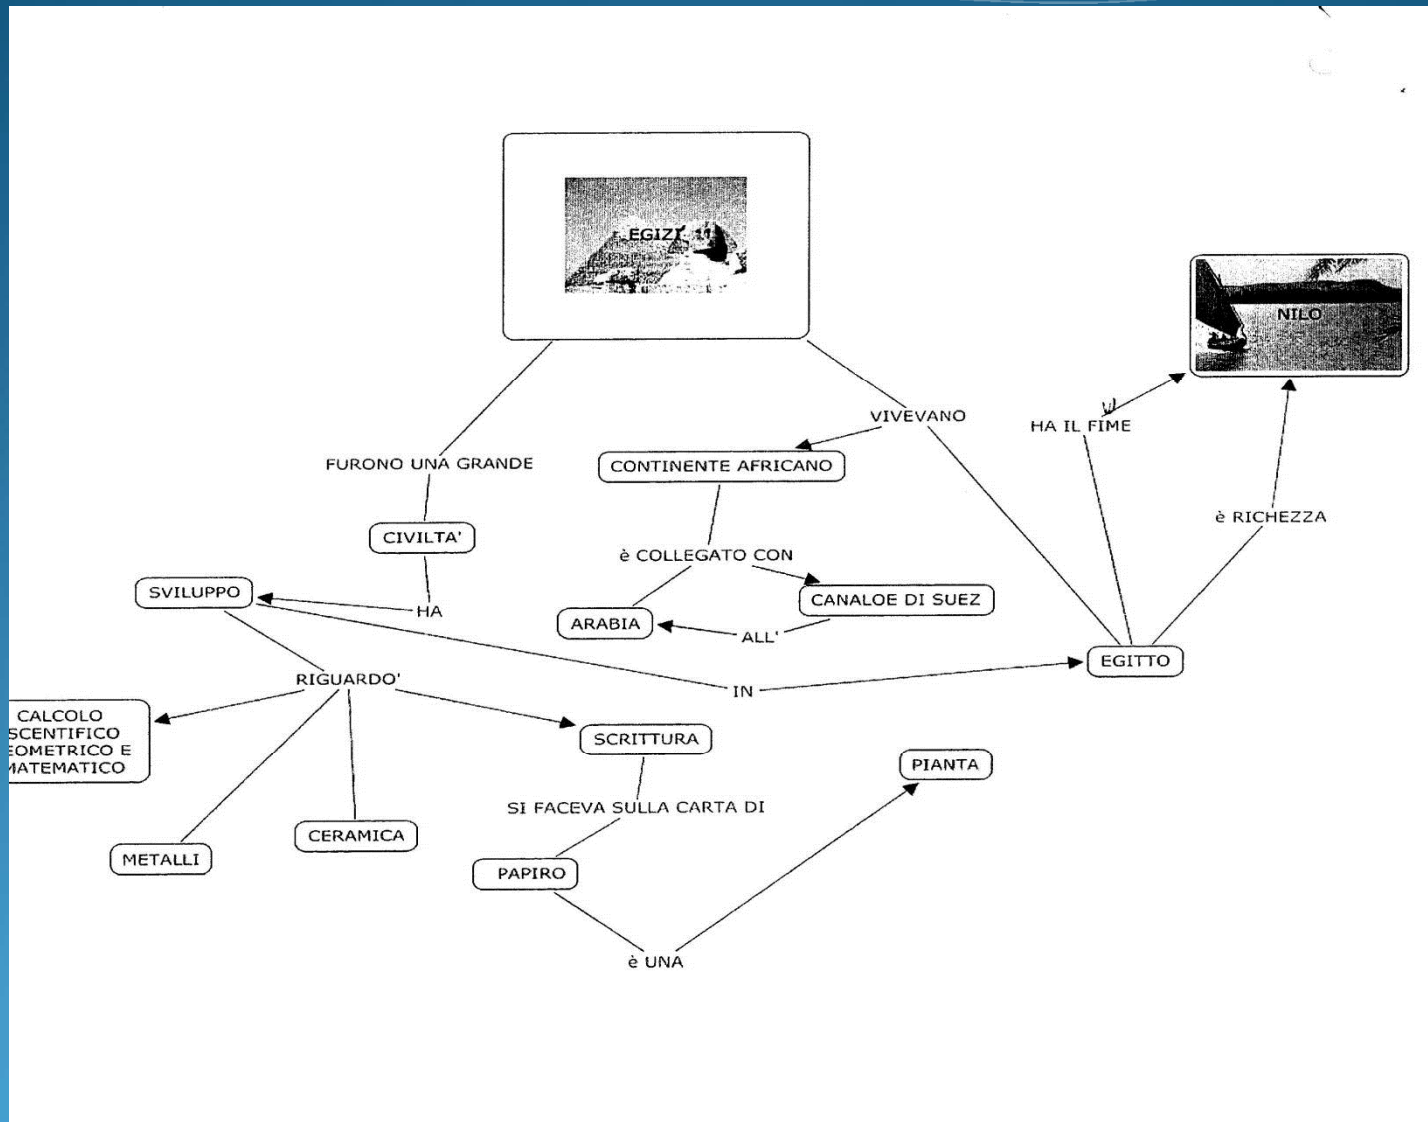 EGIZI
NILO
VIVEVANO
HA IL FIME
FURONO UNA GRANDE
CONTINENTE AFRICANO
è RICHEZZA
CIVILTA'
è COLLEGATO CON
SVILUPPO
HA
CANALOE DI SUEZ
ARABIA
ALL'
EGITTO
RIGUARDO'
IN
CALCOLO
SCENTIFICO
EOMETRICO E
MATEMATICO
SCRITTURA
PIANTA
SI FACEVA SULLA CARTA DI
CERAMICA
METALLI
PAPIRO
è UNA